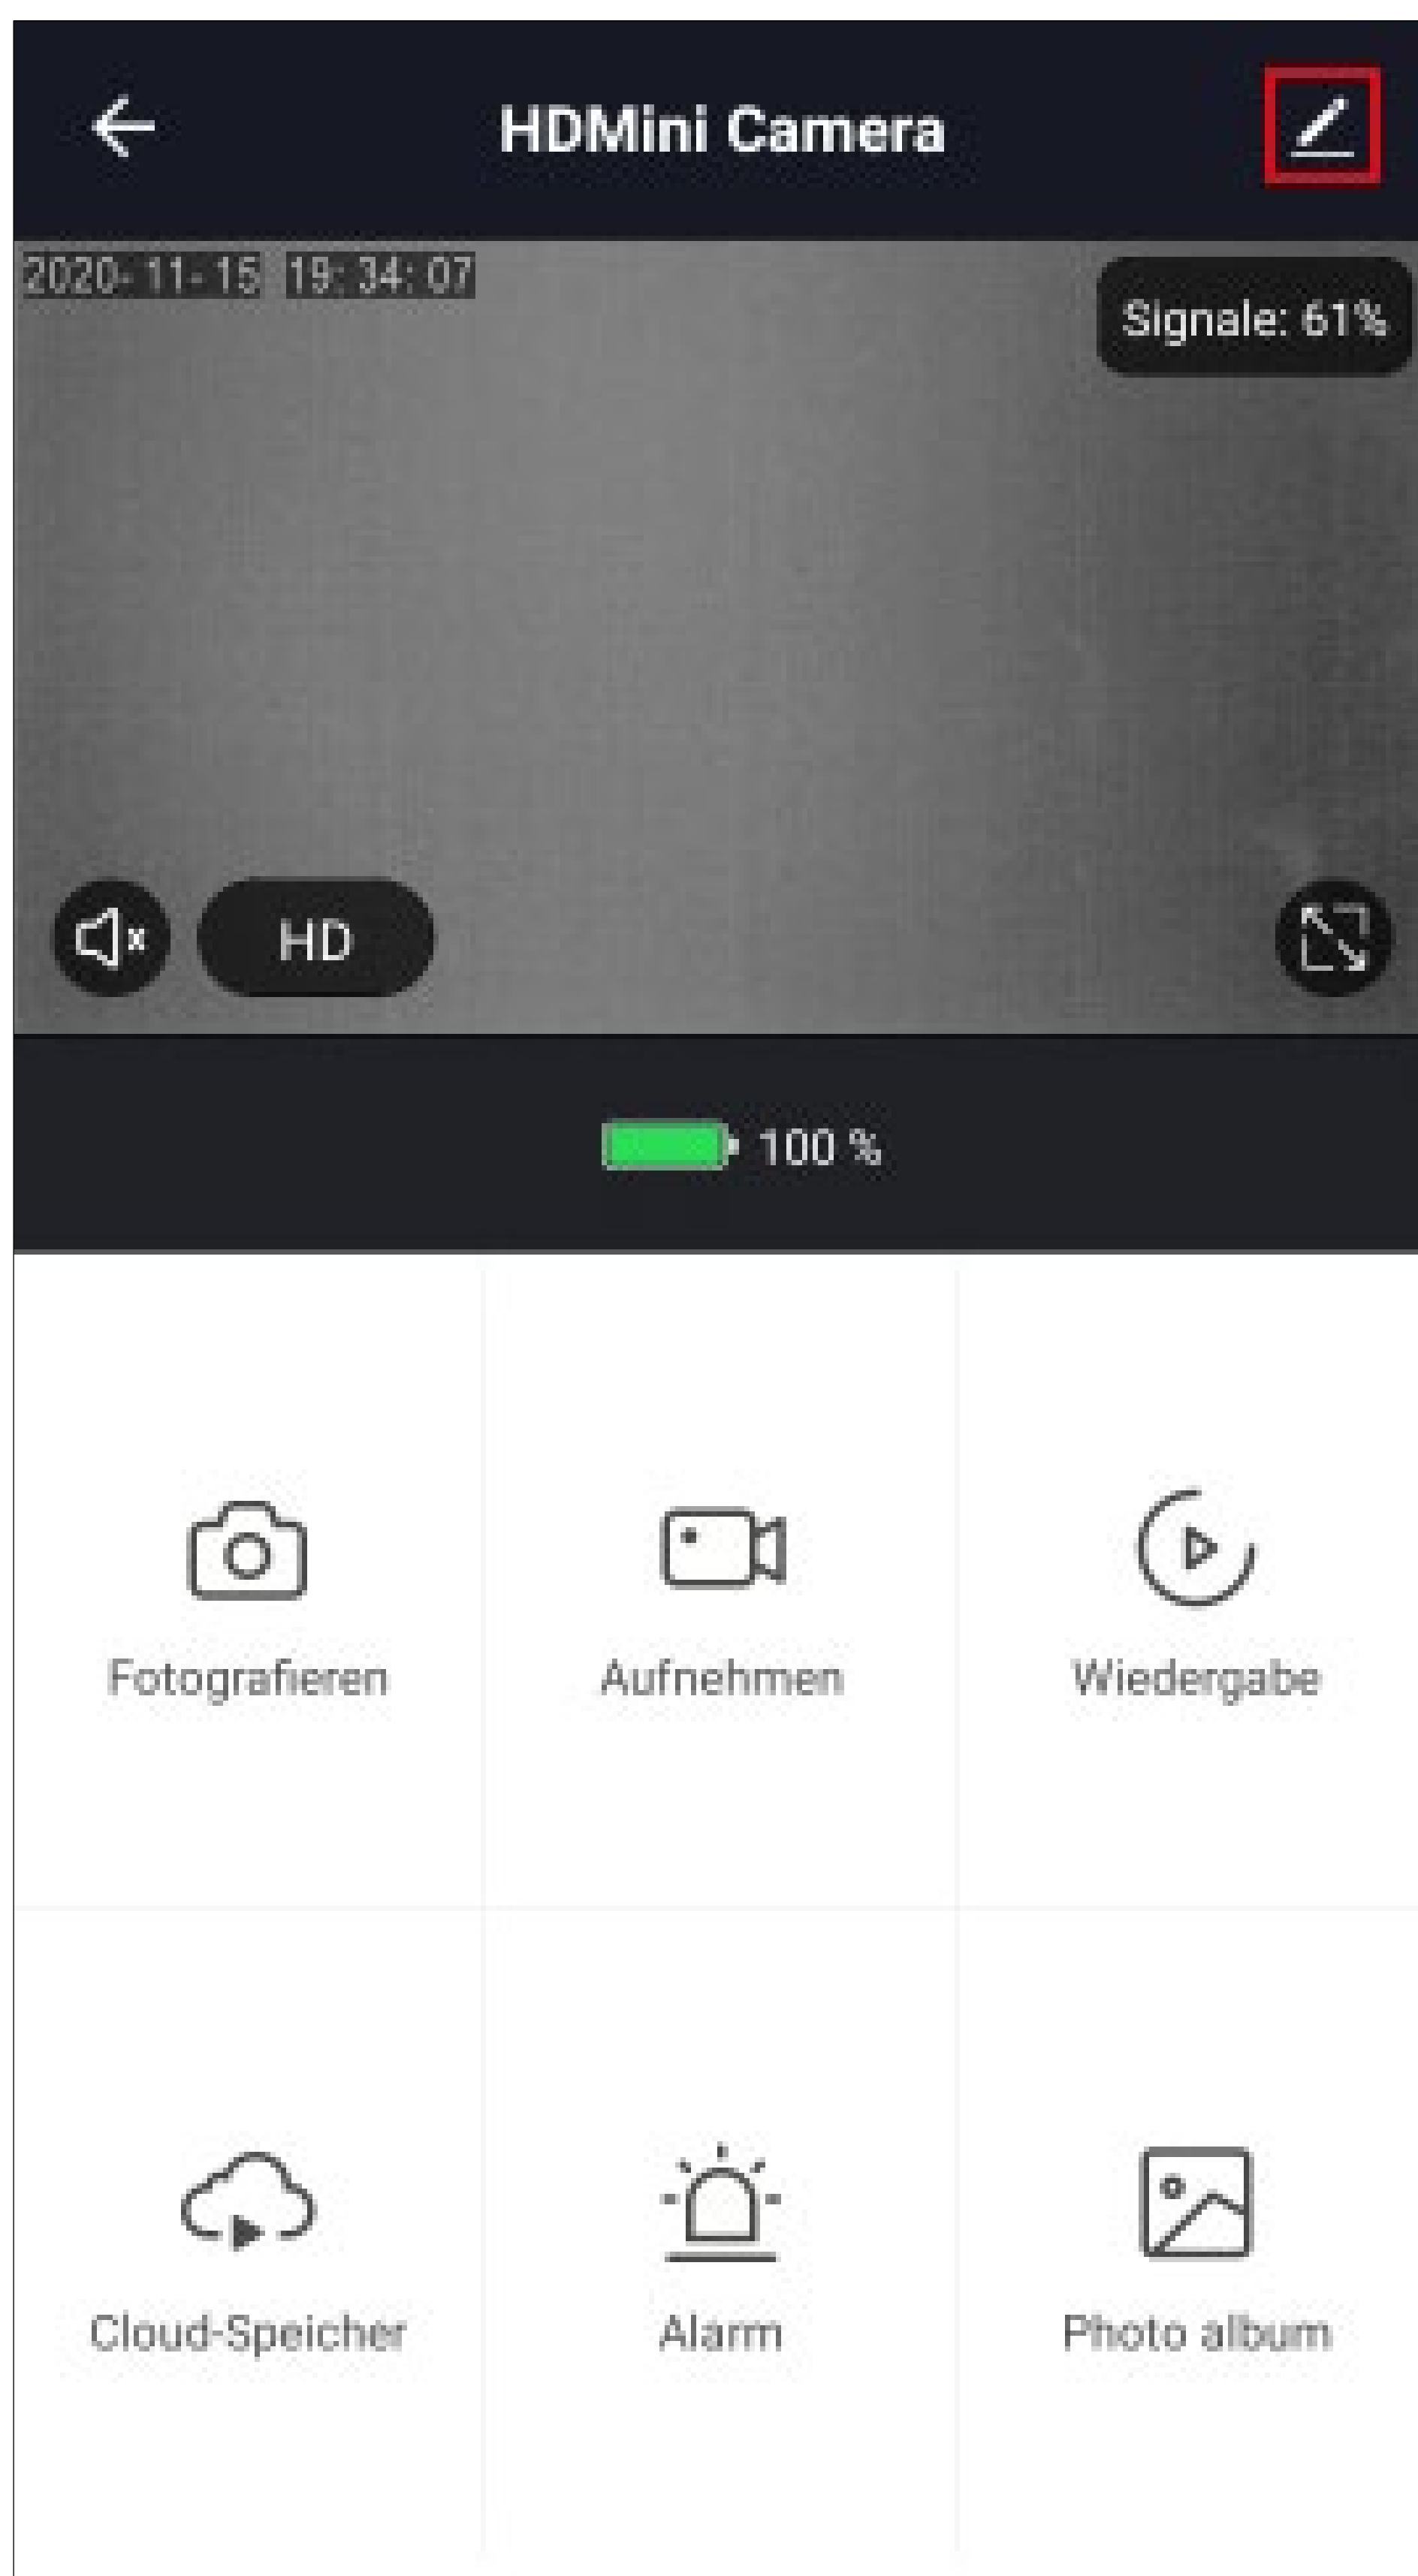 HDMini Camera
2020-11-15 19:34:07
Signale: 61%
HD
100 %
Fotografieren
Aufnehmen
Wiedergabe
Cloud-Speicher
Alarm
Photo album